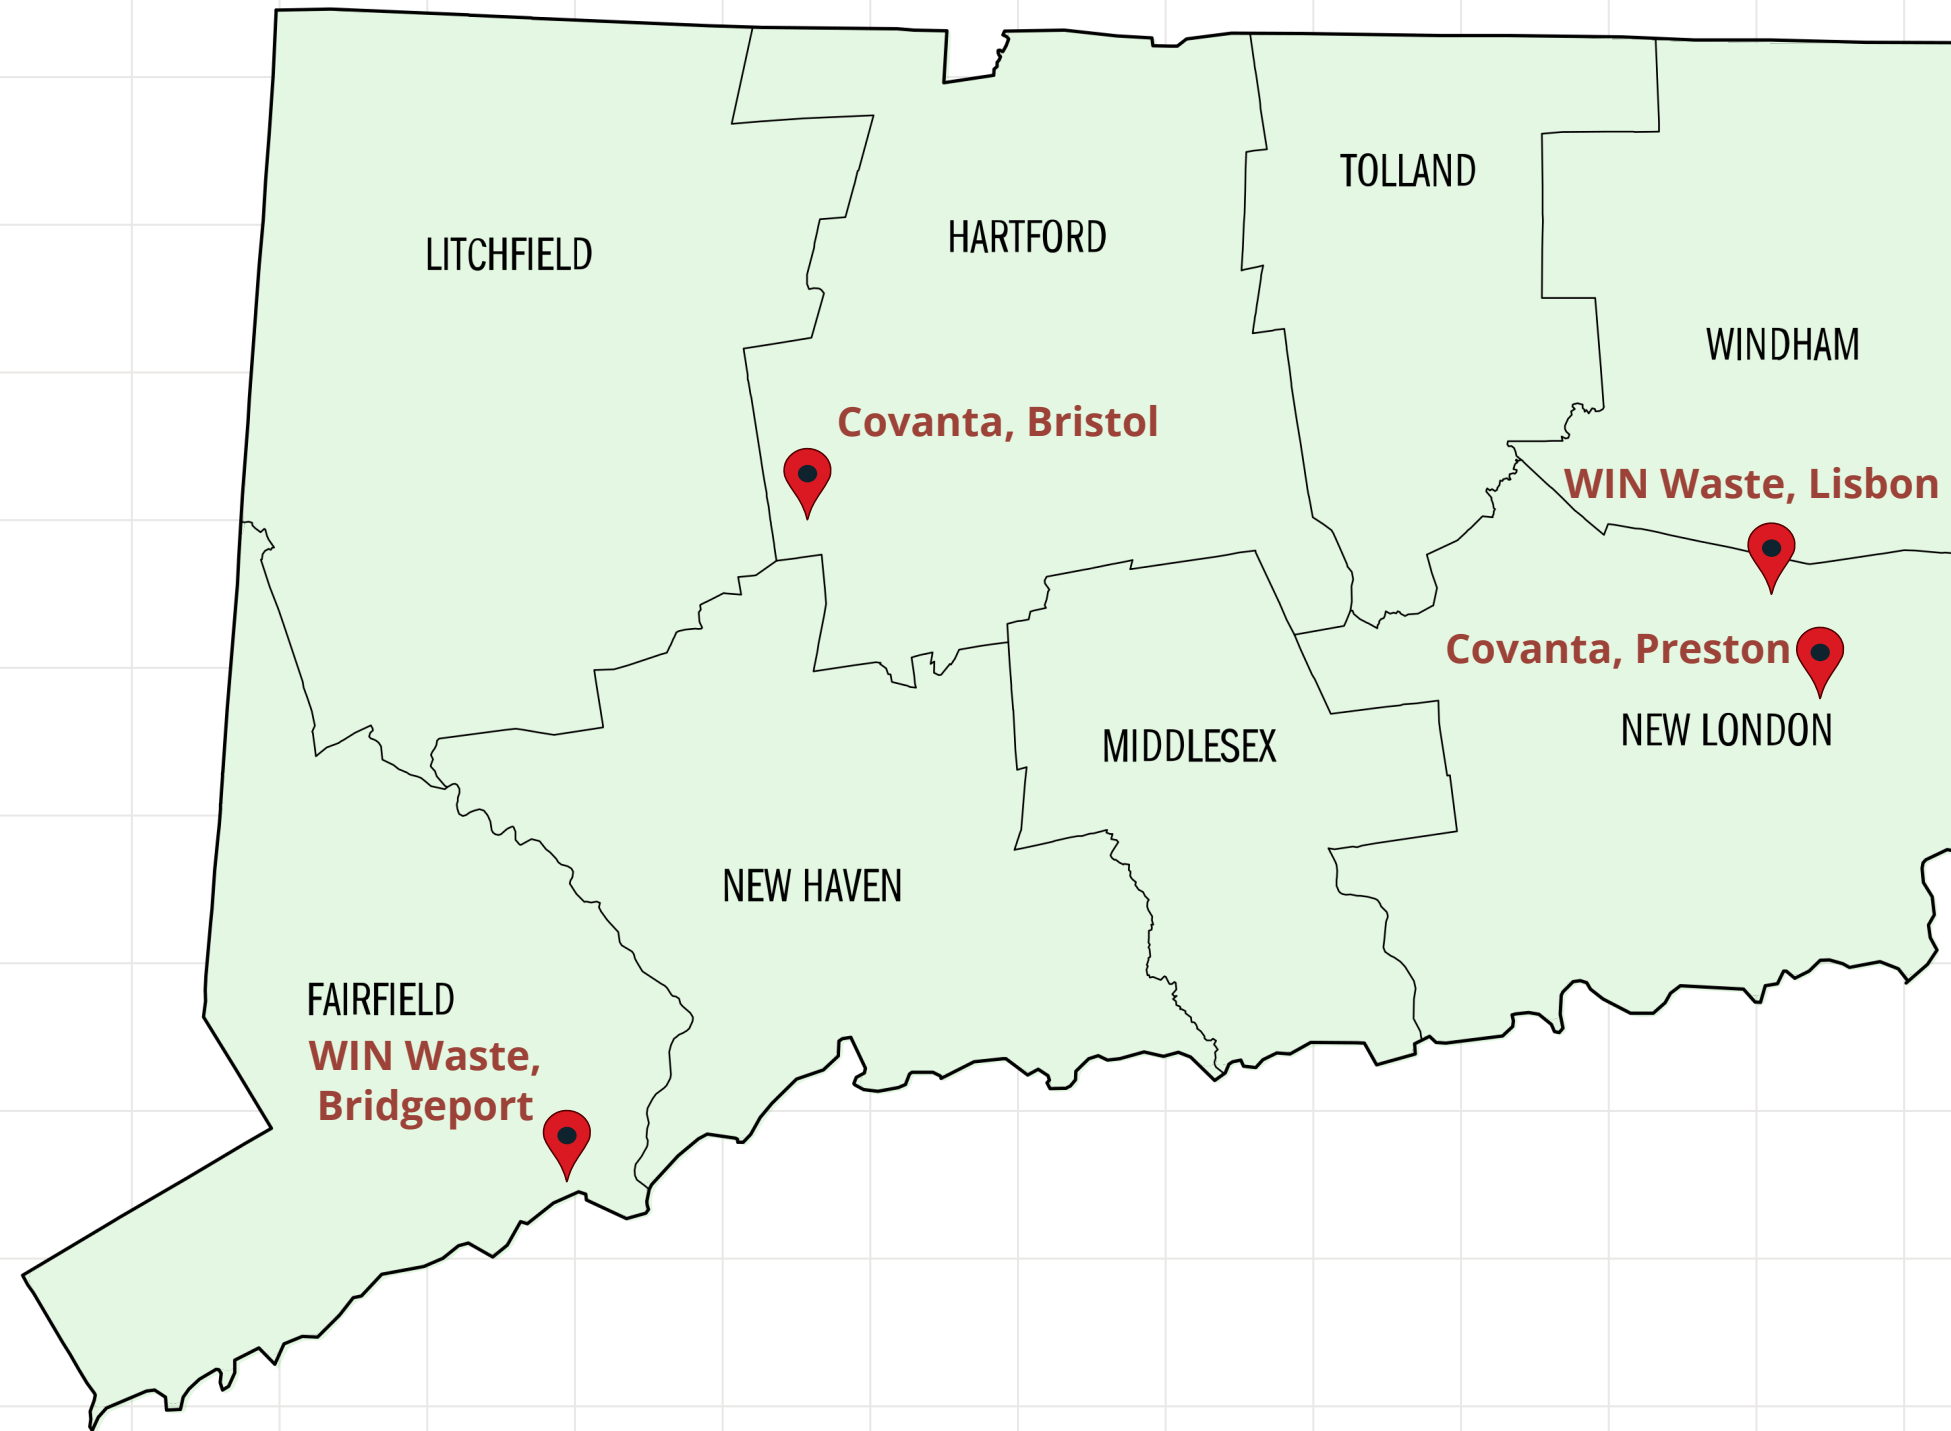 TOLLAND
HARTFORD
LITCHFIELD
WINDHAM
Covanta, Bristol
WIN Waste, Lisbon
Covanta, Preston
NEW LONDON
MIDDLESEX
NEW HAVEN
FAIRFIELD
WIN Waste,
Bridgeport